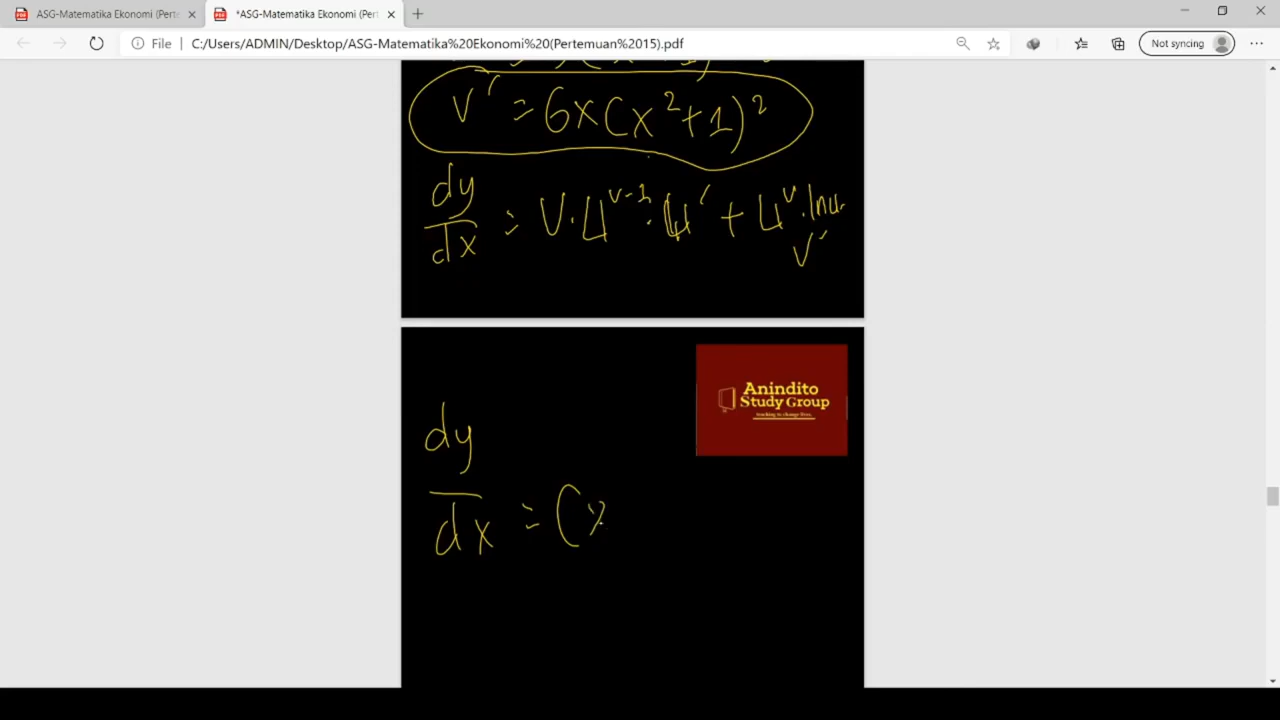 ASG-Matematika Ekonomi (Perte
*ASG-Matematika Ekonomi (Pert
File
C:/Users/ADMIN/Desktop/ASG-Matematika%20Ekonomi%20(Pertemuan%2015).pdf
Not syncing
v' = 6x(x²+1)²
dy/dx = v.u^(v-1).u' + u^v.ln u.
v'
Anindito
Study Group
dy/dx = (x